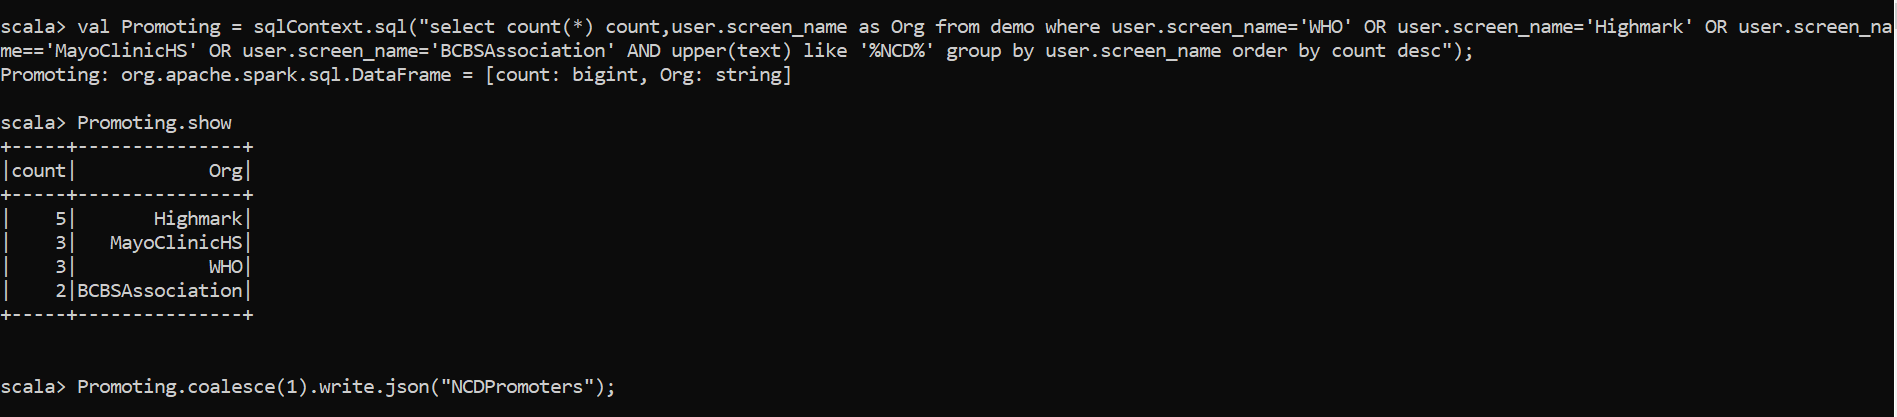 scala> val Promoting = sqlContext.sql("select count(*) count,user.screen_name as Org from demo where user.screen_name='WHO' OR user.screen_name='Highmark' OR user.screen_na
me=='MayoClinicHS' OR user.screen_name='BCBSAssociation' AND upper(text) like '%NCD%' group by user.screen_name order by count desc");
Promoting: org.apache.spark.sql.DataFrame = [count: bigint, Org: string]
scala> Promoting.show
+-----+---------------+
|count|            Org|
+-----+---------------+
|    5|       Highmark|
|    3|   MayoClinicHS|
|    3|            WHO|
|    2|BCBSAssociation|
+-----+---------------+
scala> Promoting.coalesce(1).write.json("NCDPromoters");